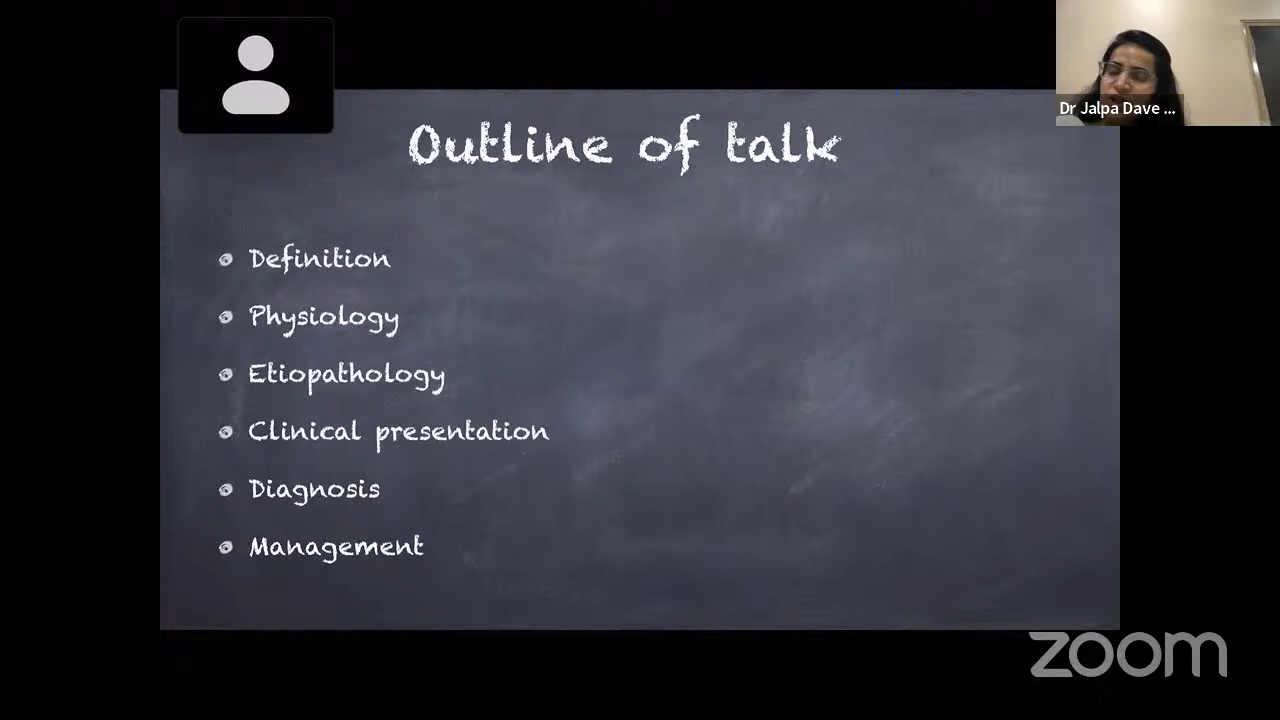 Dr Jalpa Dave ...
Outline of talk
Definition
Physiology
Etiopathology
Clinical presentation
Diagnosis
Management
zoom